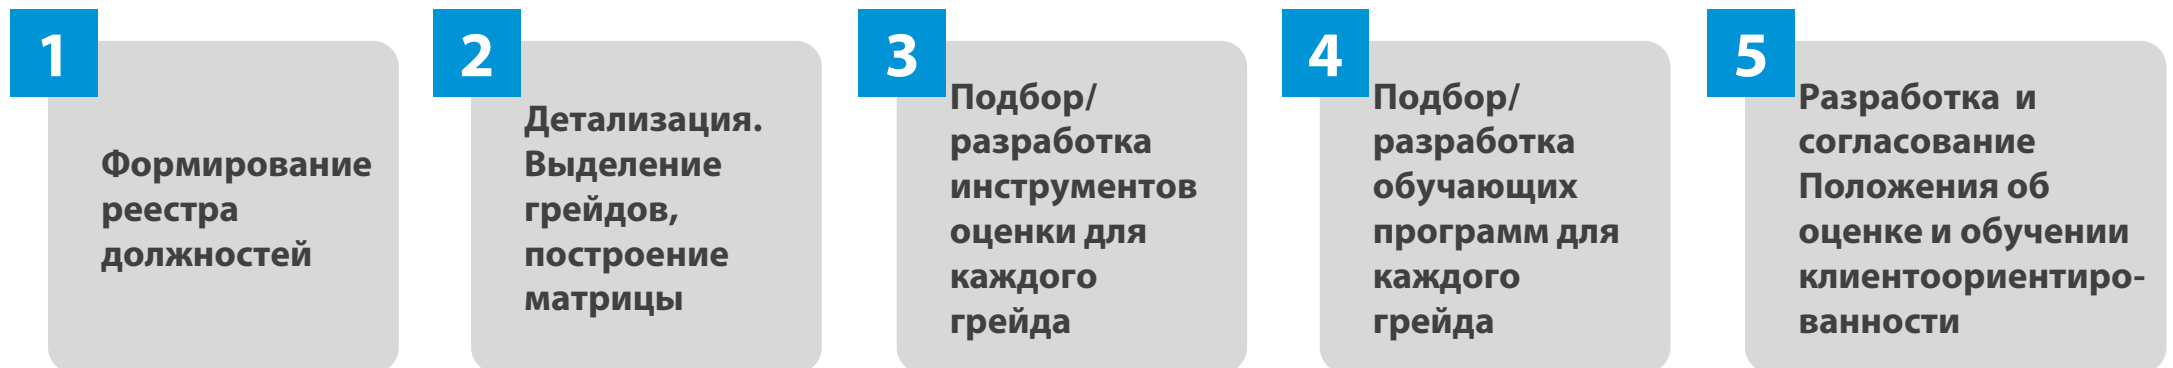 1
Формирование
реестра
должностей
2
Детализация.
Выделение
грейдов,
построение
матрицы
3
Подбор/
разработка
инструментов
оценки для
каждого
грейда
4
Подбор/
разработка
обучающих
программ для
каждого
грейда
5
Разработка и
согласование
Положения об
оценке и обучении
клиентоориентиро-
ванности